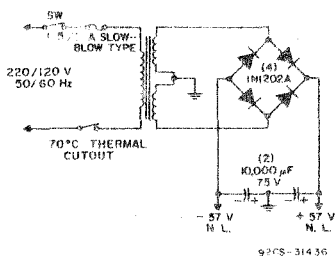 SW
A SLOW-
BLOW TYPE
220/120 V
50/60 Hz
70°C THERMAL
CUTOUT
(4)
1N1202A
(2)
10,000 µF
75 V
- +
- +
- 57 V
N. L.
+ 57 V
N. L.
92CS-31436